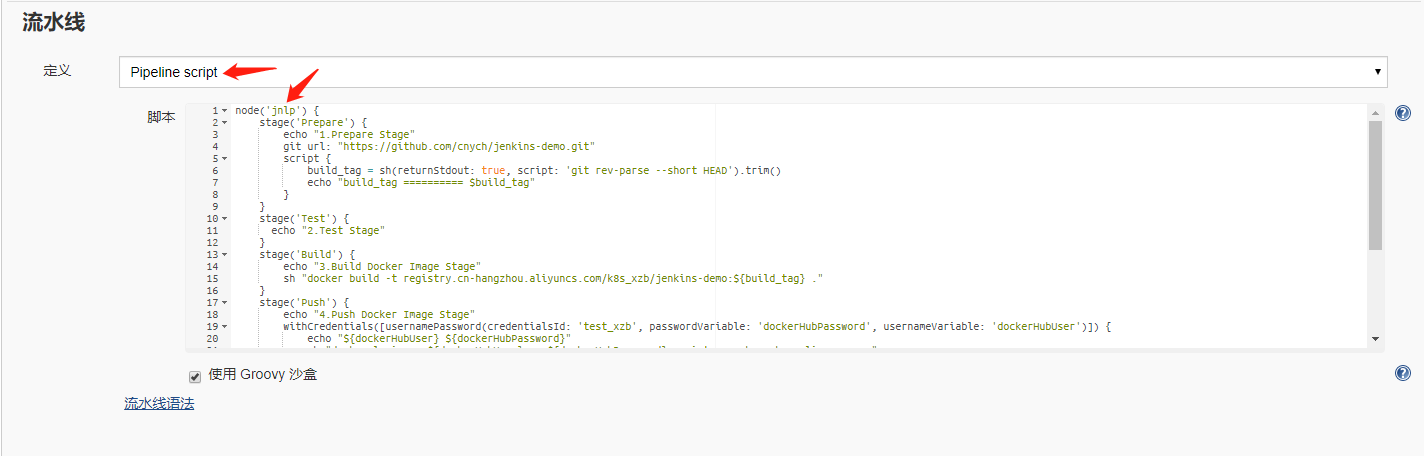 流水线
定义
Pipeline script
脚本
1 node('jnlp') {
2 stage('Prepare') {
3 echo "1.Prepare Stage"
4 git url: "https://github.com/cnych/jenkins-demo.git"
5 script {
6 build_tag = sh(returnStdout: true, script: 'git rev-parse --short HEAD').trim()
7 echo "build_tag ========== $build_tag"
8 }
9 }
10 stage('Test') {
11 echo "2.Test Stage"
12 }
13 stage('Build') {
14 echo "3.Build Docker Image Stage"
15 sh "docker build -t registry.cn-hangzhou.aliyuncs.com/k8s_xzb/jenkins-demo:${build_tag} ."
16 }
17 stage('Push') {
18 echo "4.Push Docker Image Stage"
19 withCredentials([usernamePassword(credentialsId: 'test_xzb', passwordVariable: 'dockerHubPassword', usernameVariable: 'dockerHubUser')]) {
20 echo "${dockerHubUser} ${dockerHubPassword}"
使用 Groovy 沙盒
流水线语法